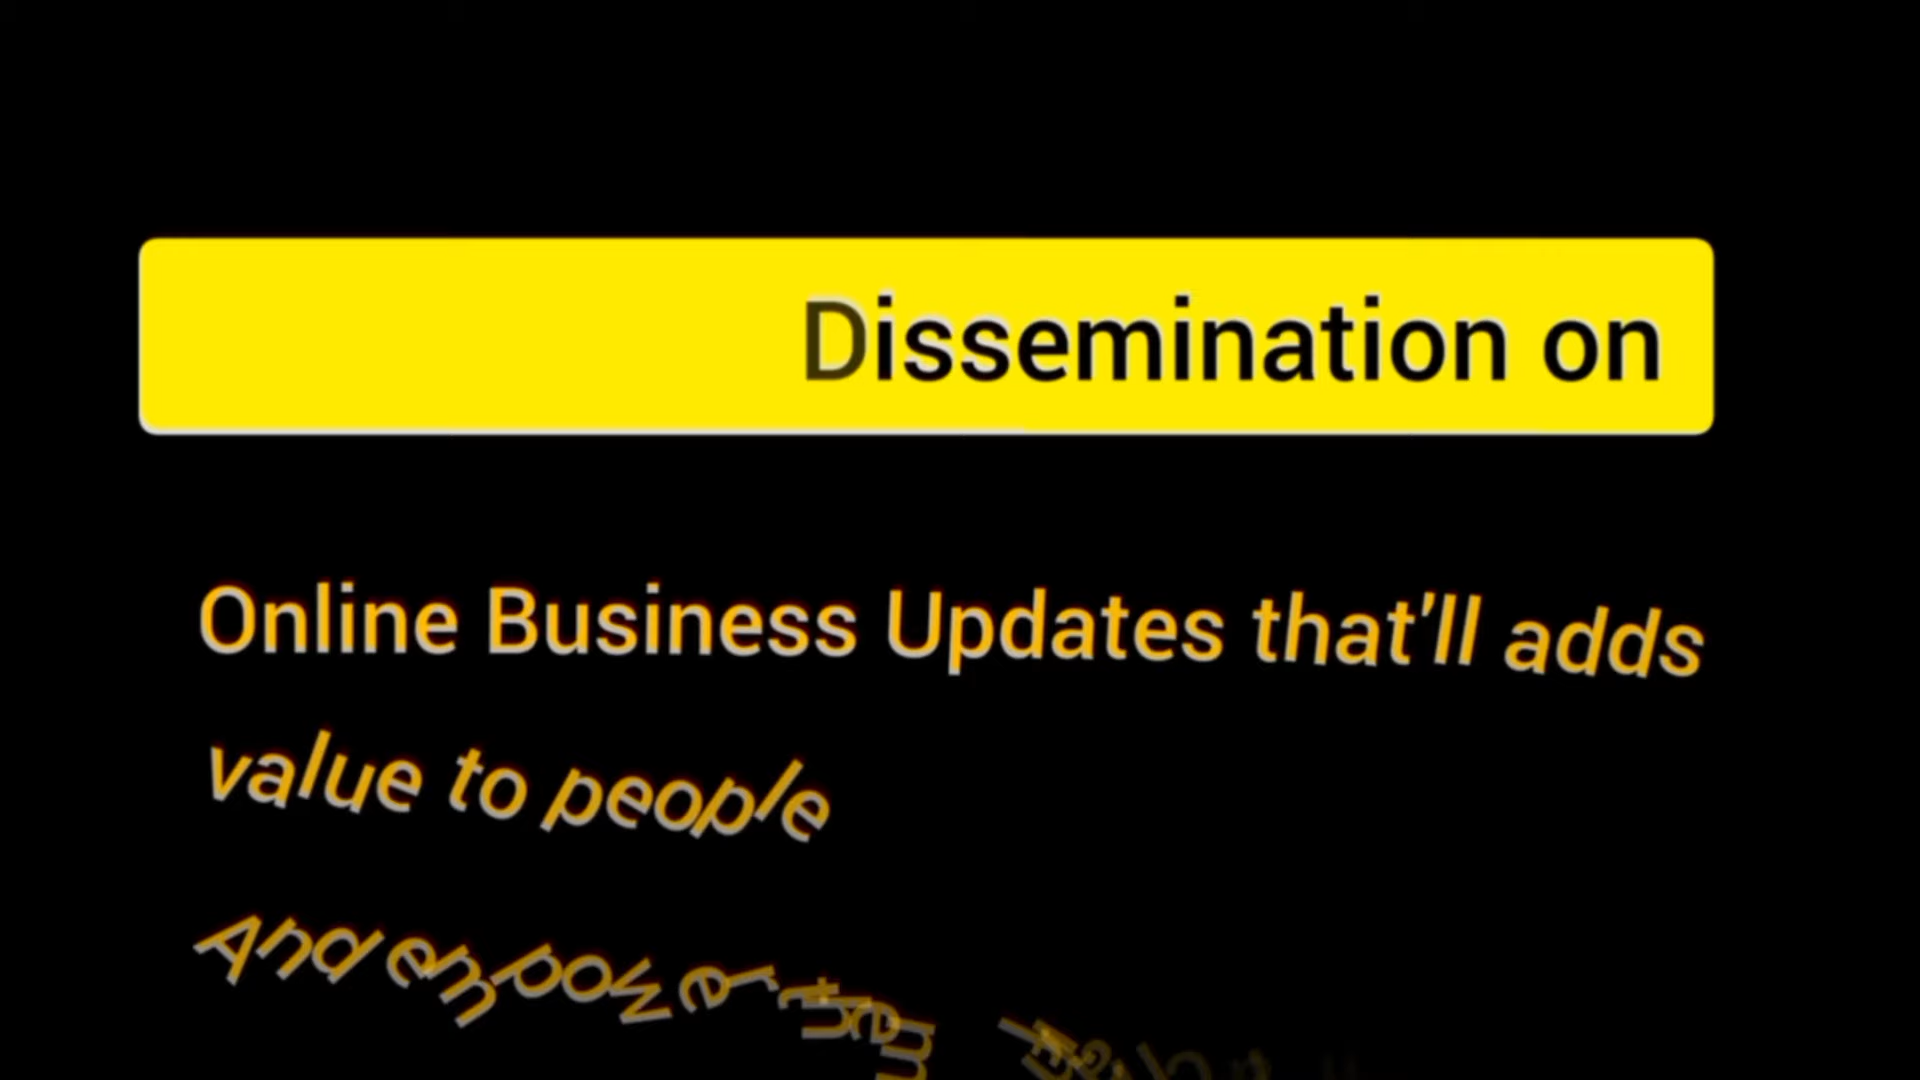 Dissemination on
Online Business Updates that'll adds
value to people
And empower them